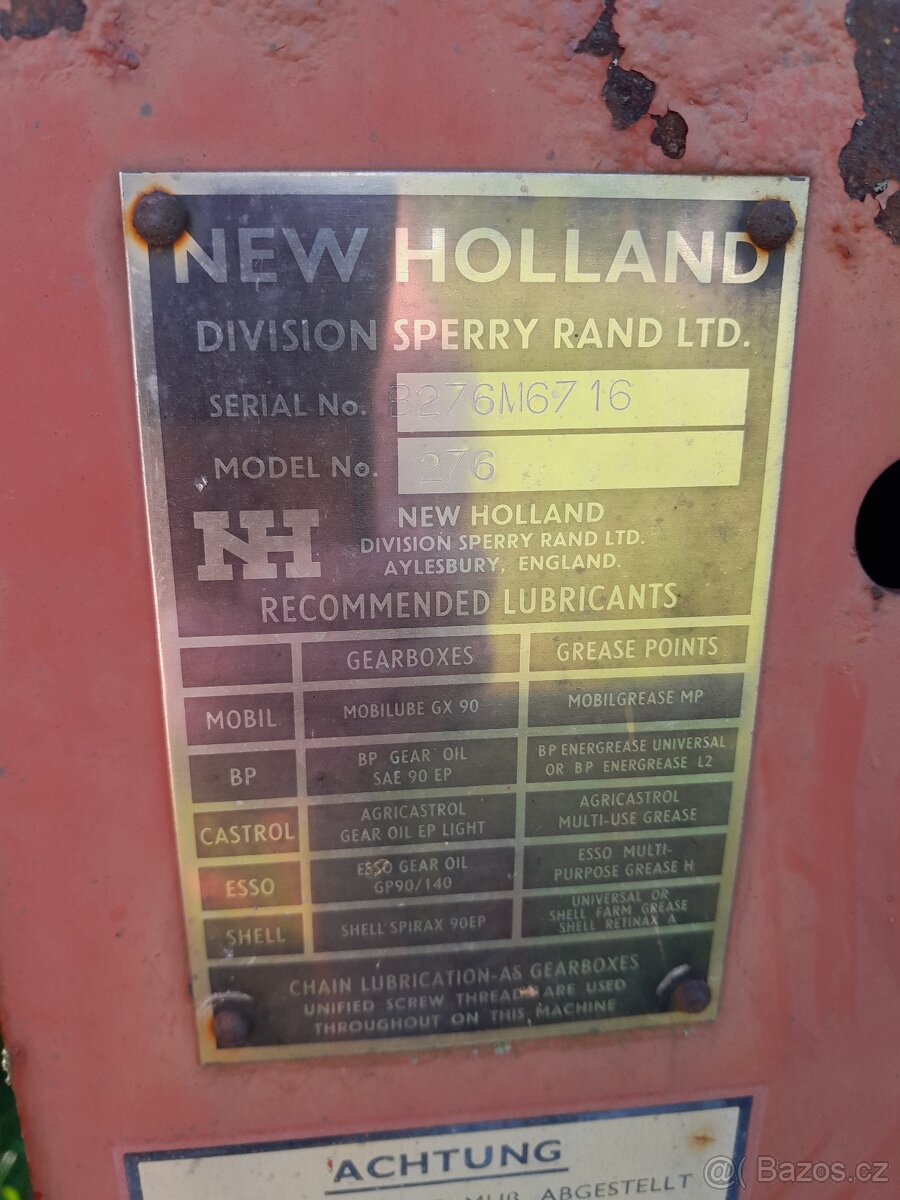 NEW HOLLAND
DIVISION SPERRY RAND LTD.
SERIAL No. B276M6716
MODEL No. 276
NH
NEW HOLLAND
DIVISION SPERRY RAND LTD.
AYLESBURY, ENGLAND.
RECOMMENDED LUBRICANTS
GEARBOXES GREASE POINTS
MOBIL MOBILUBE GX 90 MOBILGREASE MP
BP BP GEAR OIL SAE 90 EP BP ENERGREASE UNIVERSAL OR BP ENERGREASE L2
CASTROL AGRICASTROL GEAR OIL EP LIGHT AGRICASTROL MULTI-USE GREASE
ESSO ESSO GEAR OIL GP90/140 ESSO MULTI-PURPOSE GREASE H
SHELL SHELL SPIRAX 90EP UNIVERSAL OR SHELL FARM GREASE SHELL RETINAX A
CHAIN LUBRICATION-AS GEARBOXES
UNIFIED SCREW THREADS ARE USED
THROUGHOUT ON THIS MACHINE
ACHTUNG
MUß ABGESTELLT
@ Bazos.cz